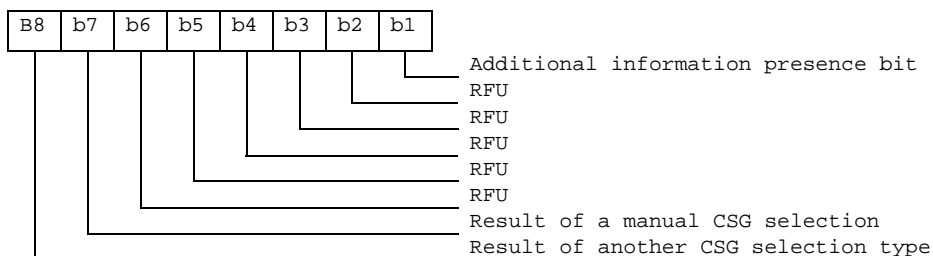 B8 b7 b6 b5 b4 b3 b2 b1
Additional information presence bit
RFU
RFU
RFU
RFU
RFU
Result of a manual CSG selection
Result of another CSG selection type